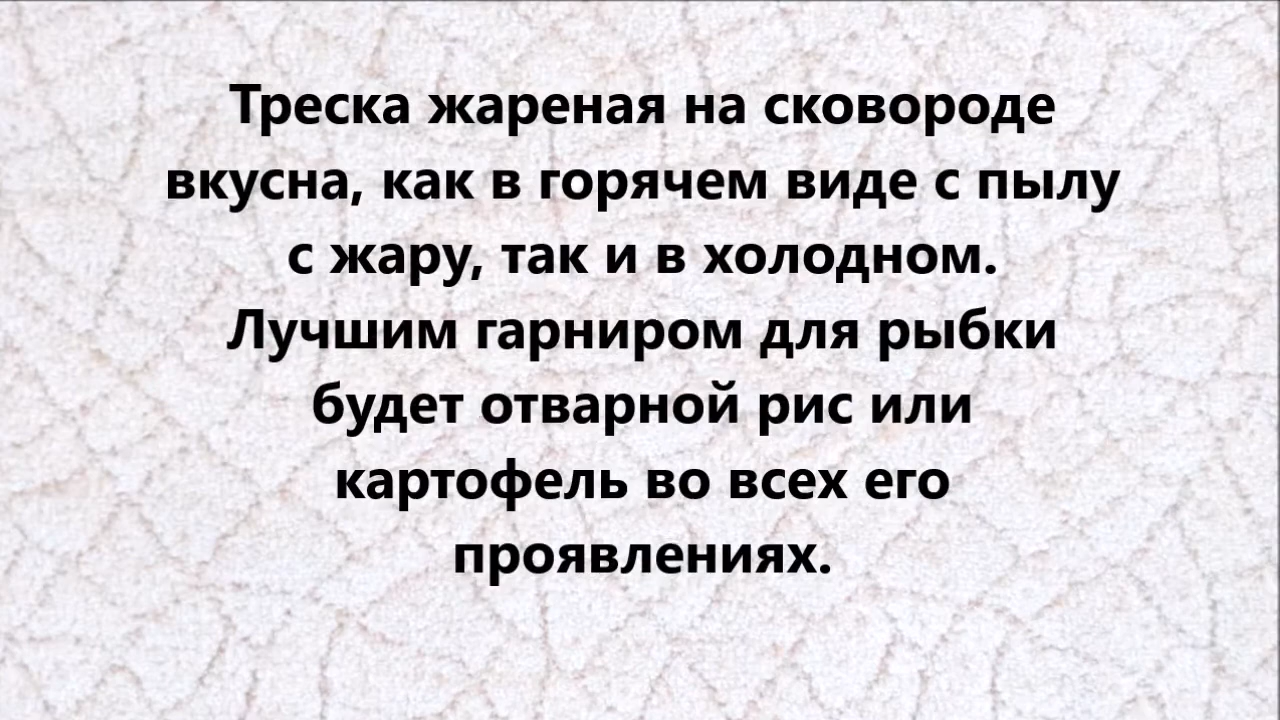 Треска жареная на сковороде
вкусна, как в горячем виде с пылу
с жару, так и в холодном.
Лучшим гарниром для рыбки
будет отварной рис или
картофель во всех его
проявлениях.